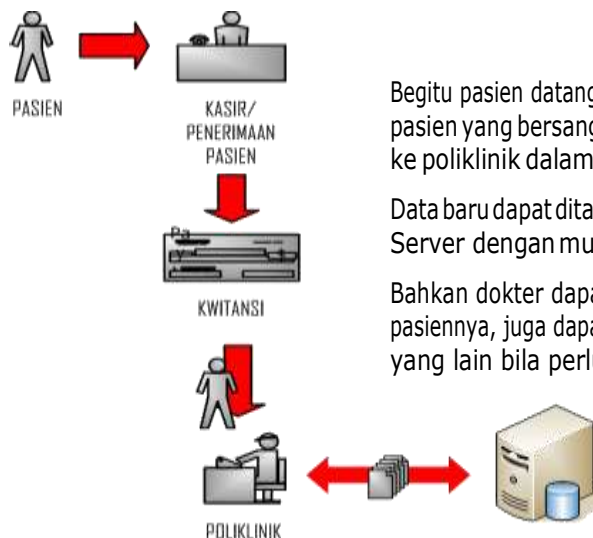 PASIEN
KASIR/
PENERIMAAN
PASIEN
KWITANSI
POLIKLINIK
Begitu pasien datang
pasien yang bersang
ke poliklinik dalam
Data baru dapat dita
Server dengan mu
Bahkan dokter dapa
pasiennya, juga dapa
yang lain bila perl